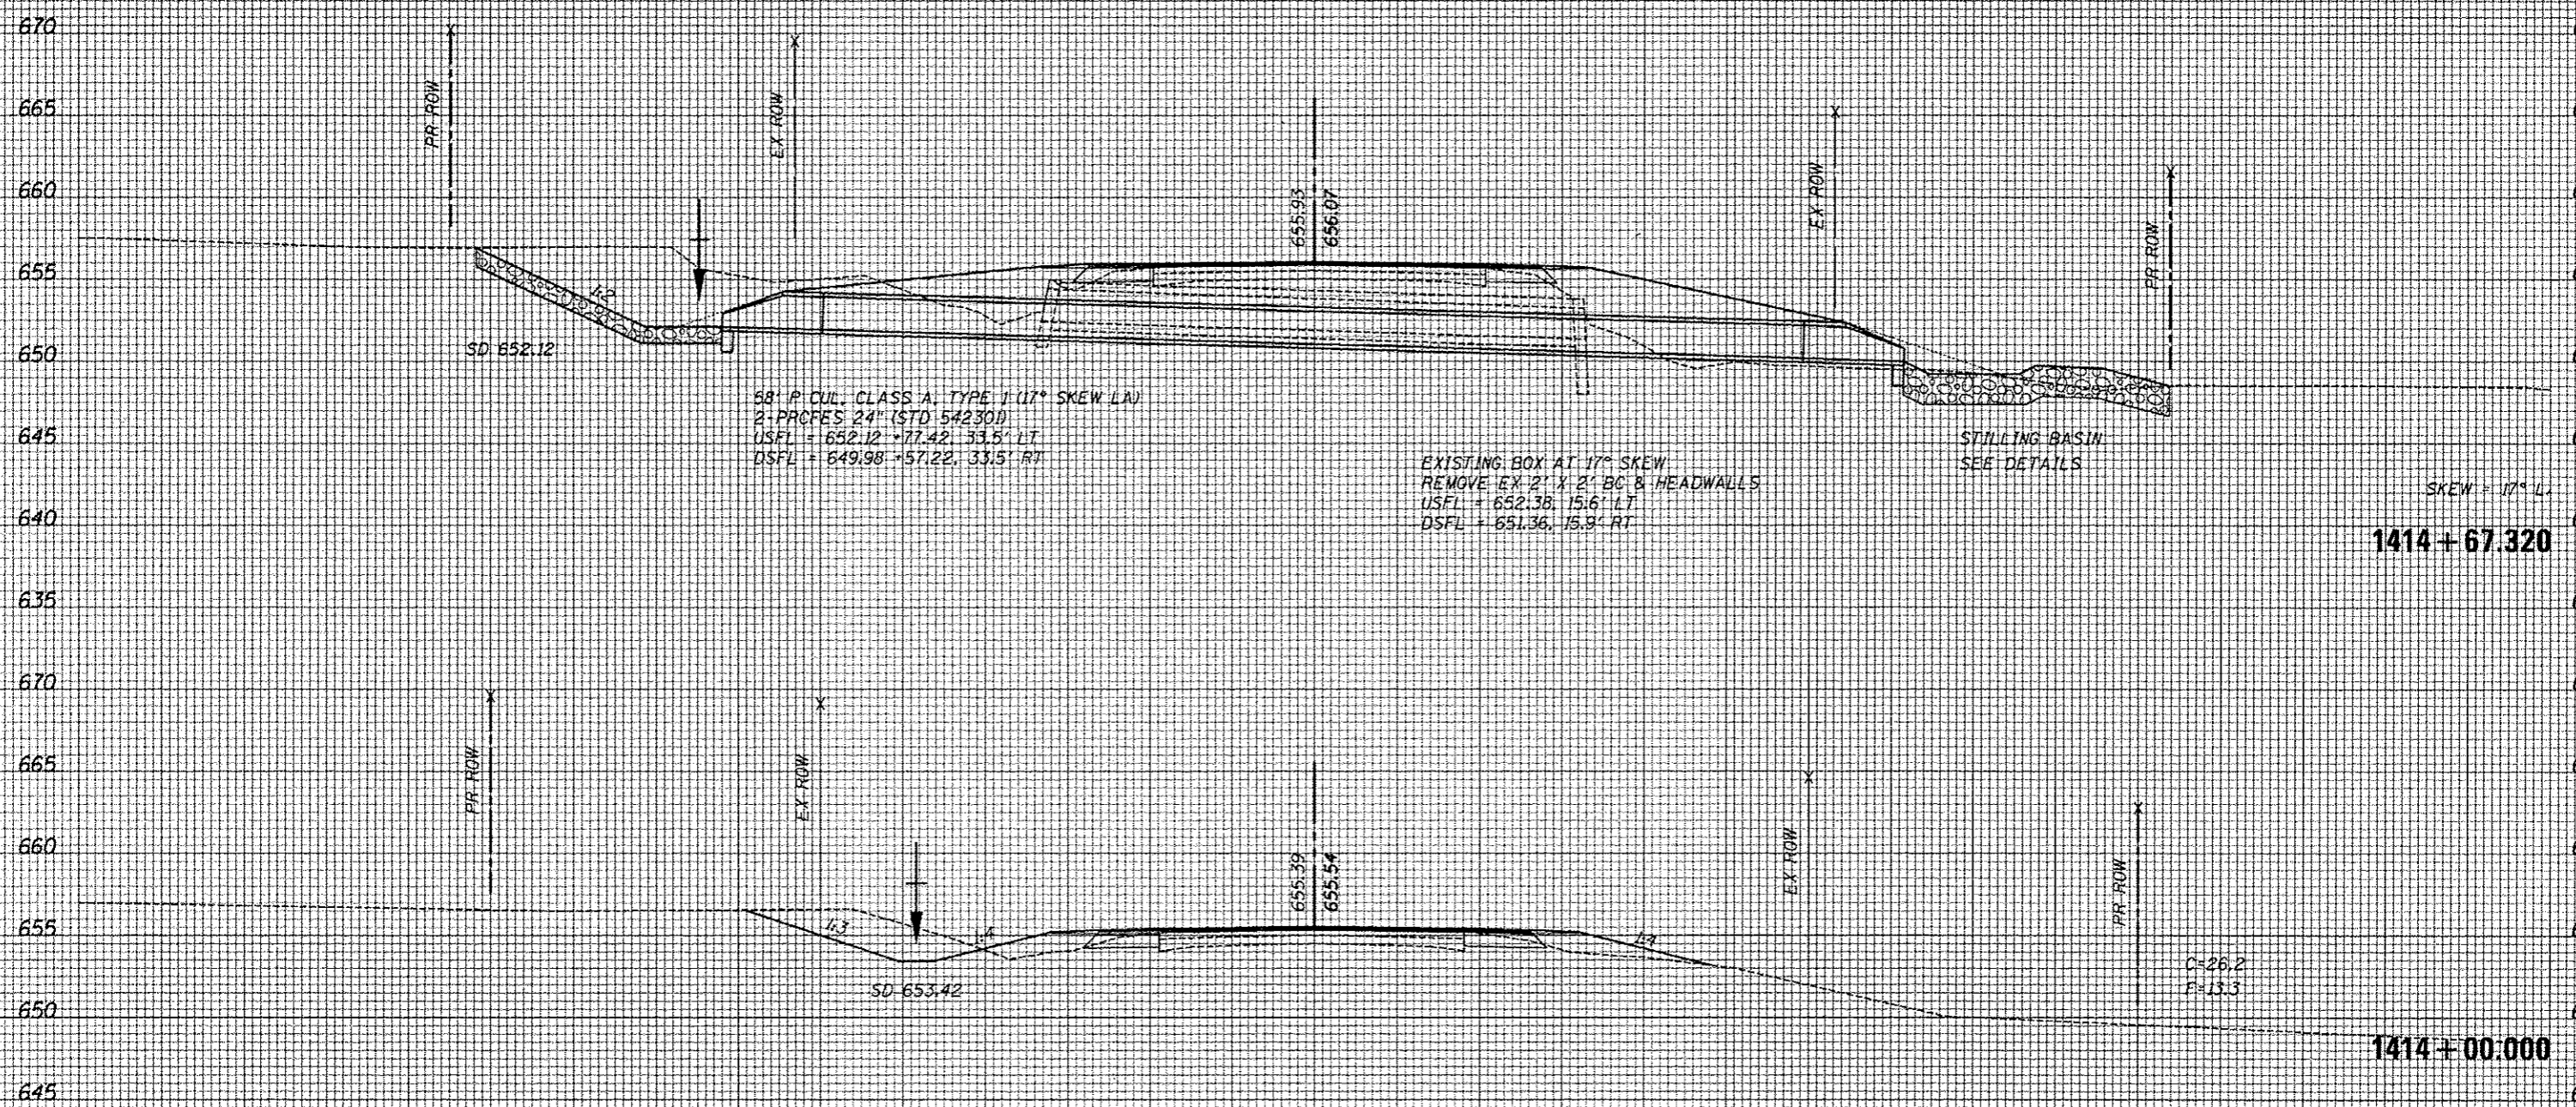 670
665
660
655
650
645
640
635
PR ROW
EX ROW
655.93
656.07
EX ROW
PR ROW
1:2
SD 652.12
58' P CUL, CLASS A, TYPE 1 (17° SKEW LA)
2-PRCFES 24" (STD 542301)
USFL = 652.12 +77.42, 33.5' LT
DSFL = 649.98 +57.22, 33.5' RT
EXISTING BOX AT 17° SKEW
REMOVE EX 2' X 2' BC & HEADWALLS
USFL = 652.38, 15.6' LT
DSFL = 651.36, 15.9' RT
STILLING BASIN
SEE DETAILS
SKEW = 17°
1414 + 67.320
670
665
660
655
650
645
PR ROW
EX ROW
655.39
655.54
EX ROW
PR ROW
1:3
1:4
1:4
SD 653.42
C=26.2
F=13.3
1414 + 00.000